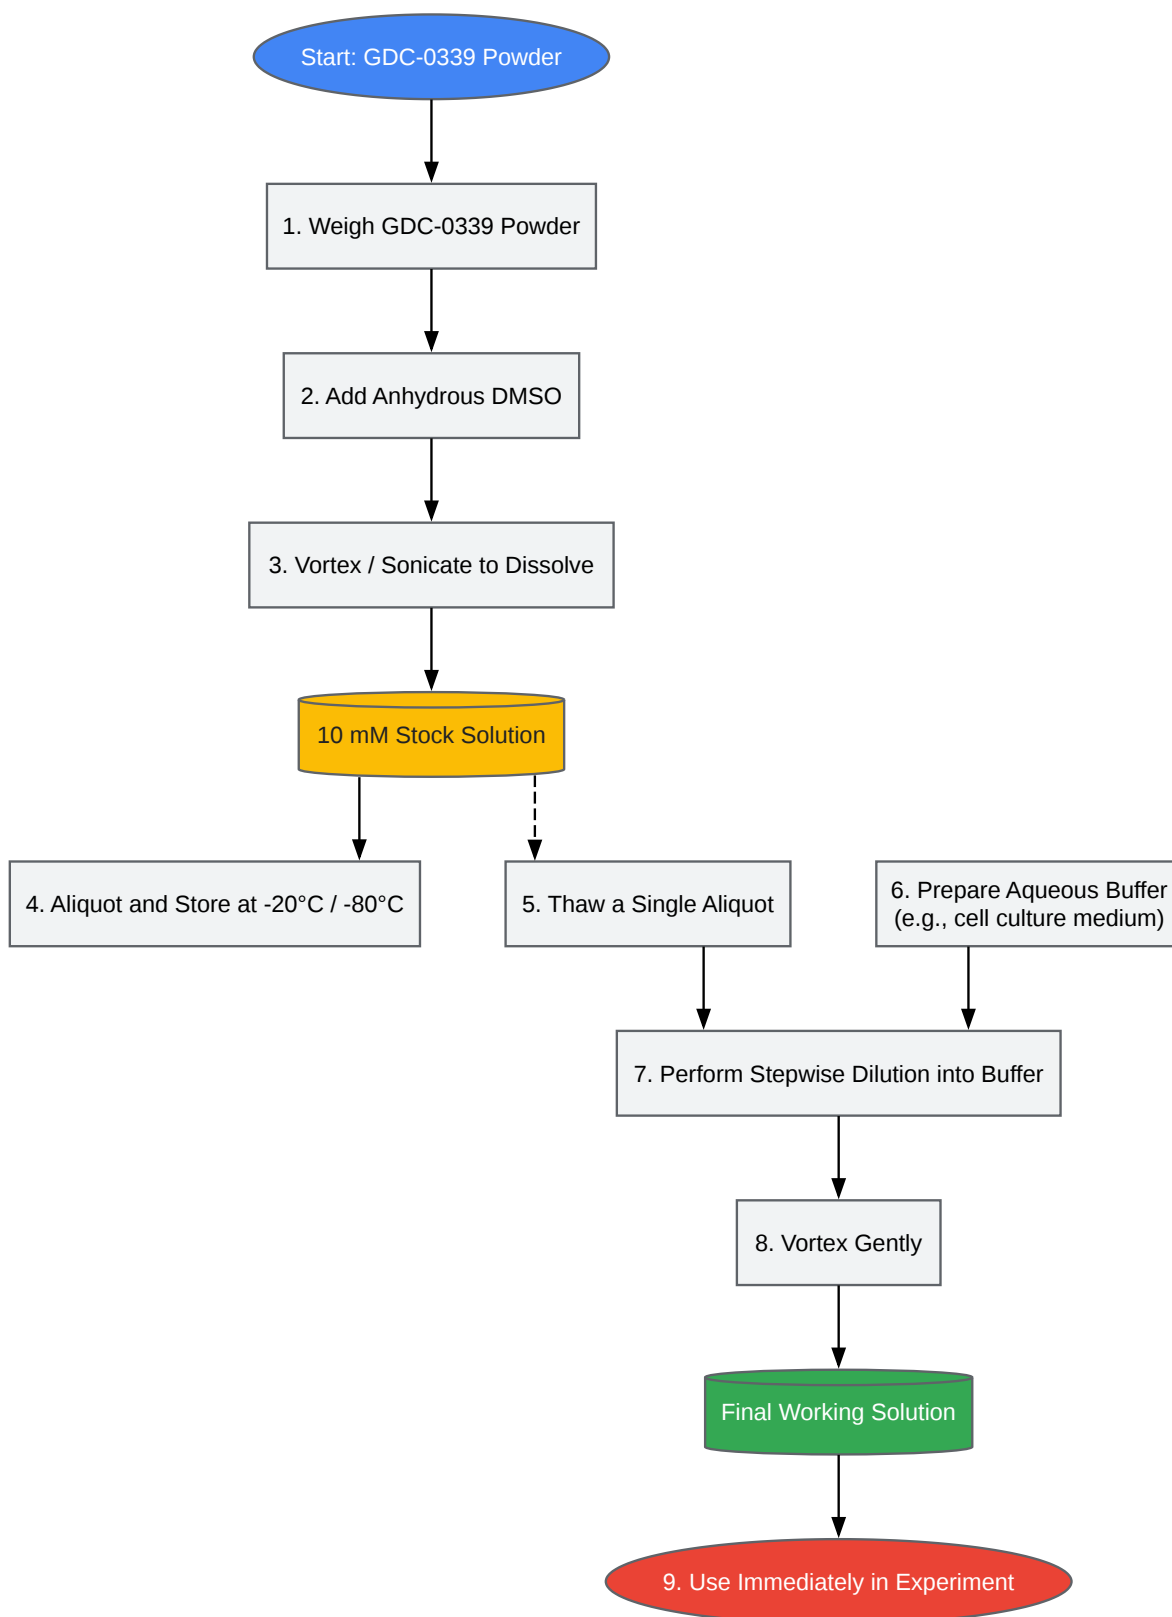 Start: GDC-0339 Powder
1. Weigh GDC-0339 Powder
2. Add Anhydrous DMSO
3. Vortex / Sonicate to Dissolve
10 mM Stock Solution
4. Aliquot and Store at -20°C / -80°C
5. Thaw a Single Aliquot
6. Prepare Aqueous Buffer
(e.g., cell culture medium)
7. Perform Stepwise Dilution into Buffer
8. Vortex Gently
Final Working Solution
9. Use Immediately in Experiment